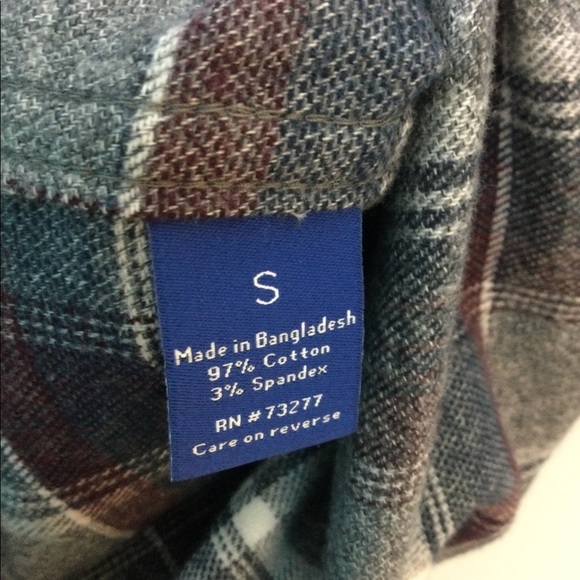 S
Made in Bangladesh
97% Cotton
3% Spandex
RN #73277
Care on reverse